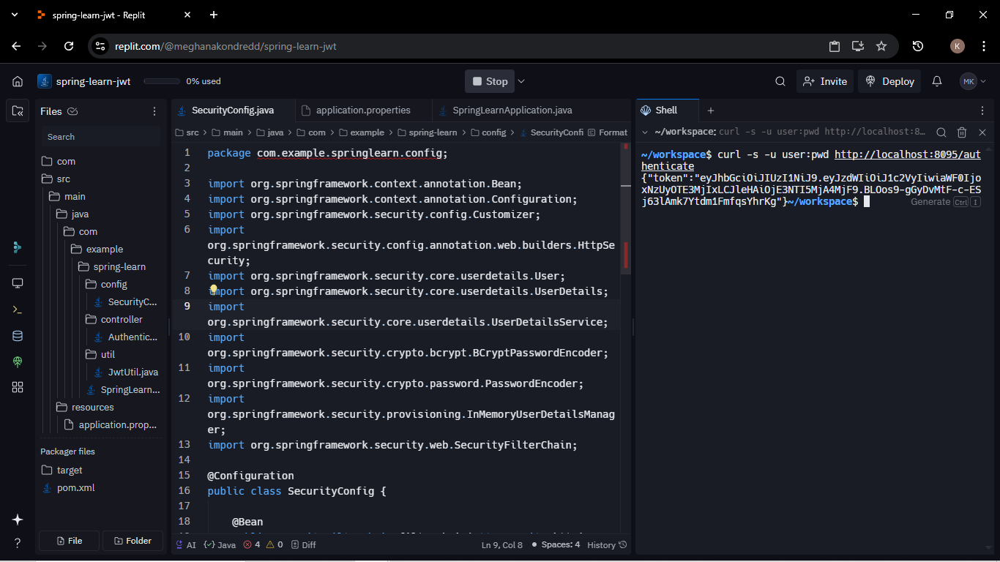 spring-learn-jwt - Replit
replit.com/@meghanakondredd/spring-learn-jwt
K
spring-learn-jwt
0% used
Stop
Invite
Deploy
MK
Files
Search
com
src
main
java
com
example
spring-learn
config
SecurityC...
controller
Authentic...
util
JwtUtil.java
SpringLearn...
resources
application.prop...
Packager files
target
pom.xml
File
Folder
SecurityConfig.java
application.properties
SpringLearnApplication.java
src > main > java > com > example > spring-learn > config > SecurityConfi
Format
1 package com.example.springlearn.config;
2
3 import org.springframework.context.annotation.Bean;
4 import org.springframework.context.annotation.Configuration;
5 import org.springframework.security.config.Customizer;
6 import
org.springframework.security.config.annotation.web.builders.HttpSe
curity;
7 import org.springframework.security.core.userdetails.User;
8 import org.springframework.security.core.userdetails.UserDetails;
9 import
org.springframework.security.core.userdetails.UserDetailsService;
10 import
org.springframework.security.crypto.bcrypt.BCryptPasswordEncoder;
11 import
org.springframework.security.crypto.password.PasswordEncoder;
12 import
org.springframework.security.provisioning.InMemoryUserDetailsManag
er;
13 import org.springframework.security.web.SecurityFilterChain;
14
15 @Configuration
16 public class SecurityConfig {
17
18 @Bean
AI
Java
4
0
Diff
Ln 9, Col 8
Spaces: 4
History
Shell
~/workspace: curl -s -u user:pwd http://localhost:8...
~/workspace$ curl -s -u user:pwd http://localhost:8095/aut
henticate
{"token":"eyJhbGciOiJIUzI1NiJ9.eyJzdWIiOiJ1c2VyIiwiaWF0Ijo
xNzUyOTE3MjIxLCJleHAiOjE3NTI5MjA4MjF9.BLOos9-gGyDvMtF-c-ES
j63lAmk7Ytdm1FmfqsYhrKg"}~/workspace$
Generate Ctrl I